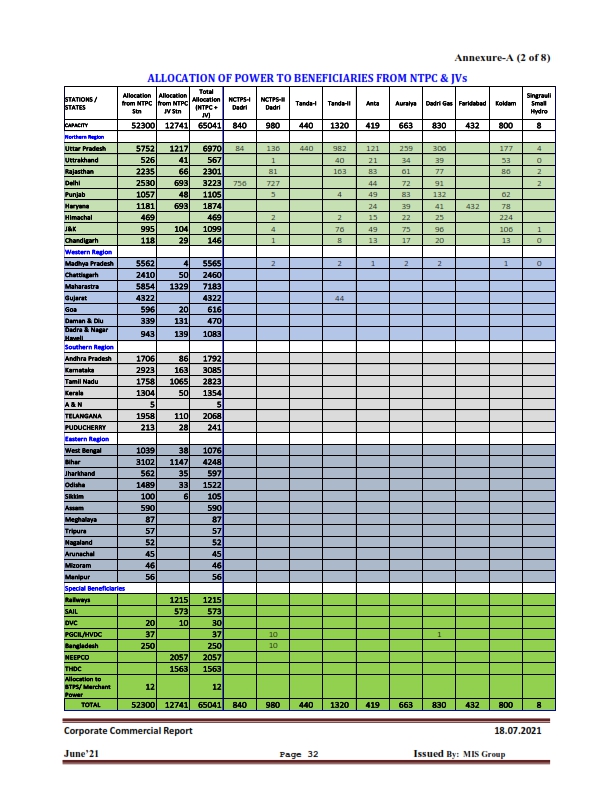 Annexure-A (2 of 8)
ALLOCATION OF POWER TO BENEFICIARIES FROM NTPC & JVs
STATIONS / STATES Allocation from NTPC Stn Allocation from NTPC JV Stn Total Allocation (NTPC + JV) NCTPS-I Dadri NCTPS-II Dadri Tanda-I Tanda-II Anta Auraiya Dadri Gas Faridabad Koldam Singrauli Small Hydro
CAPACITY 52300 12741 65041 840 980 440 1320 419 663 830 432 800 8
Northern Region
Uttar Pradesh 5752 1217 6970 84 136 440 982 121 259 306 177 4
Uttrakhand 526 41 567 1 40 21 34 39 53 0
Rajasthan 2235 66 2301 81 163 83 61 77 86 2
Delhi 2530 693 3223 756 727 44 72 91 2
Punjab 1057 48 1105 5 4 49 83 132 62
Haryana 1181 693 1874 24 39 41 432 78
Himachal 469 469 2 2 15 22 25 224
J&K 995 104 1099 4 76 49 75 96 106 1
Chandigarh 118 29 146 1 8 13 17 20 13 0
Western Region
Madhya Pradesh 5562 4 5565 2 2 1 2 2 1 0
Chattisgarh 2410 50 2460
Maharastra 5854 1329 7183
Gujarat 4322 4322 44
Goa 596 20 616
Daman & Diu 339 131 470
Dadra & Nagar Haveli 943 139 1083
Southern Region
Andhra Pradesh 1706 86 1792
Karnataka 2923 163 3085
Tamil Nadu 1758 1065 2823
Kerala 1304 50 1354
A & N 5 5
TELANGANA 1958 110 2068
PUDUCHERRY 213 28 241
Eastern Region
West Bengal 1039 38 1076
Bihar 3102 1147 4248
Jharkhand 562 35 597
Odisha 1489 33 1522
Sikkim 100 6 105
Assam 590 590
Meghalaya 87 87
Tripura 57 57
Nagaland 52 52
Arunachal 45 45
Mizoram 46 46
Manipur 56 56
Special Beneficiaries
Railways 1215 1215
SAIL 573 573
DVC 20 10 30
PGCIL/HVDC 37 37 10 1
Bangladesh 250 250 10
NEEPCO 2057 2057
THDC 1563 1563
Allocation to BTPS/ Merchant Power 12 12
TOTAL 52300 12741 65041 840 980 440 1320 419 663 830 432 800 8
Corporate Commercial Report 18.07.2021
June'21 Page 32 Issued By: MIS Group